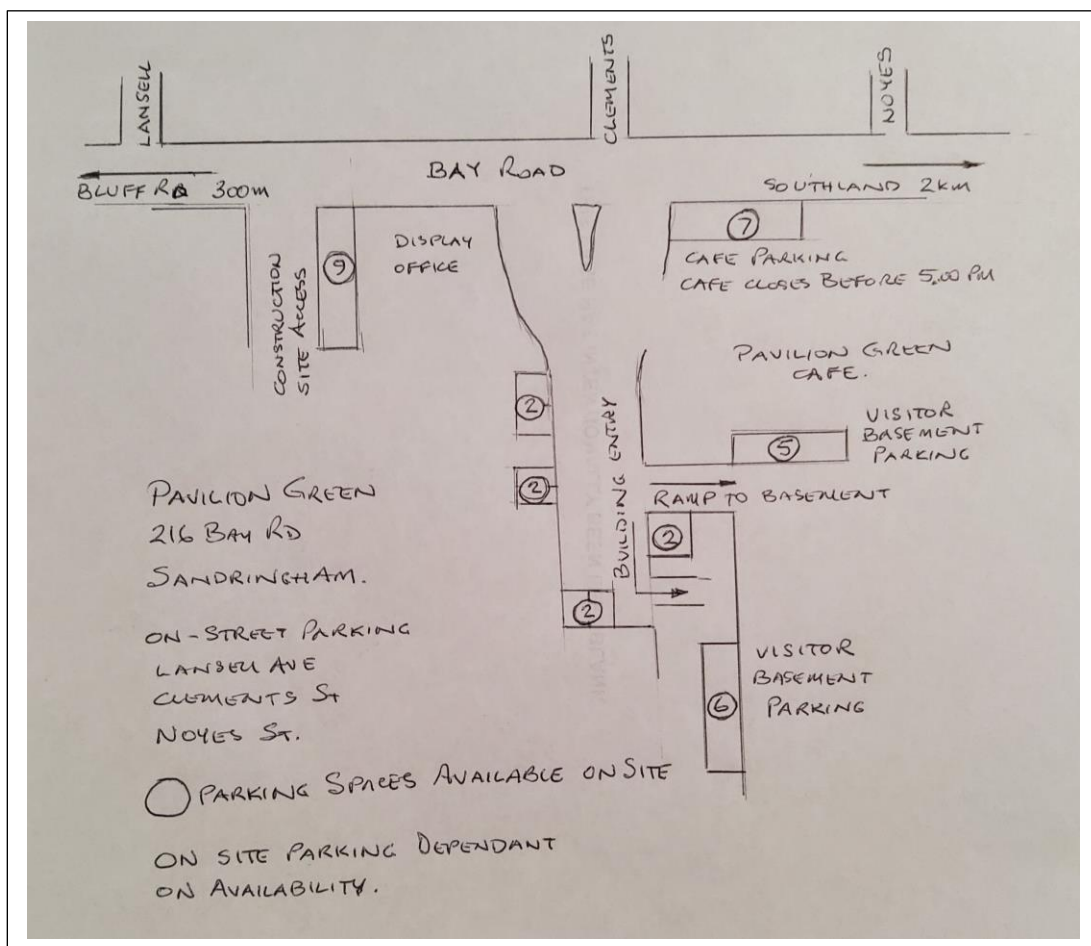 LANSELL
CLEMENTS
NOYES
BAY ROAD
BLUFF RD 300m
SOUTHLAND 2KM
CONSTRUCTION
SITE ACCESS
9
DISPLAY
OFFICE
7
CAFE PARKING
CAFE CLOSES BEFORE 5.00 PM
PAVILION GREEN
CAFE.
2
BUILDING ENTRY
5
VISITOR
BASEMENT
PARKING
2
RAMP TO BASEMENT
2
2
6
VISITOR
BASEMENT
PARKING
PAVILION GREEN
216 BAY RD
SANDRINGHAM.
ON-STREET PARKING
LANSELL AVE
CLEMENTS ST
NOYES ST.
PARKING SPACES AVAILABLE ON SITE
ON SITE PARKING DEPENDANT
ON AVAILABILITY.